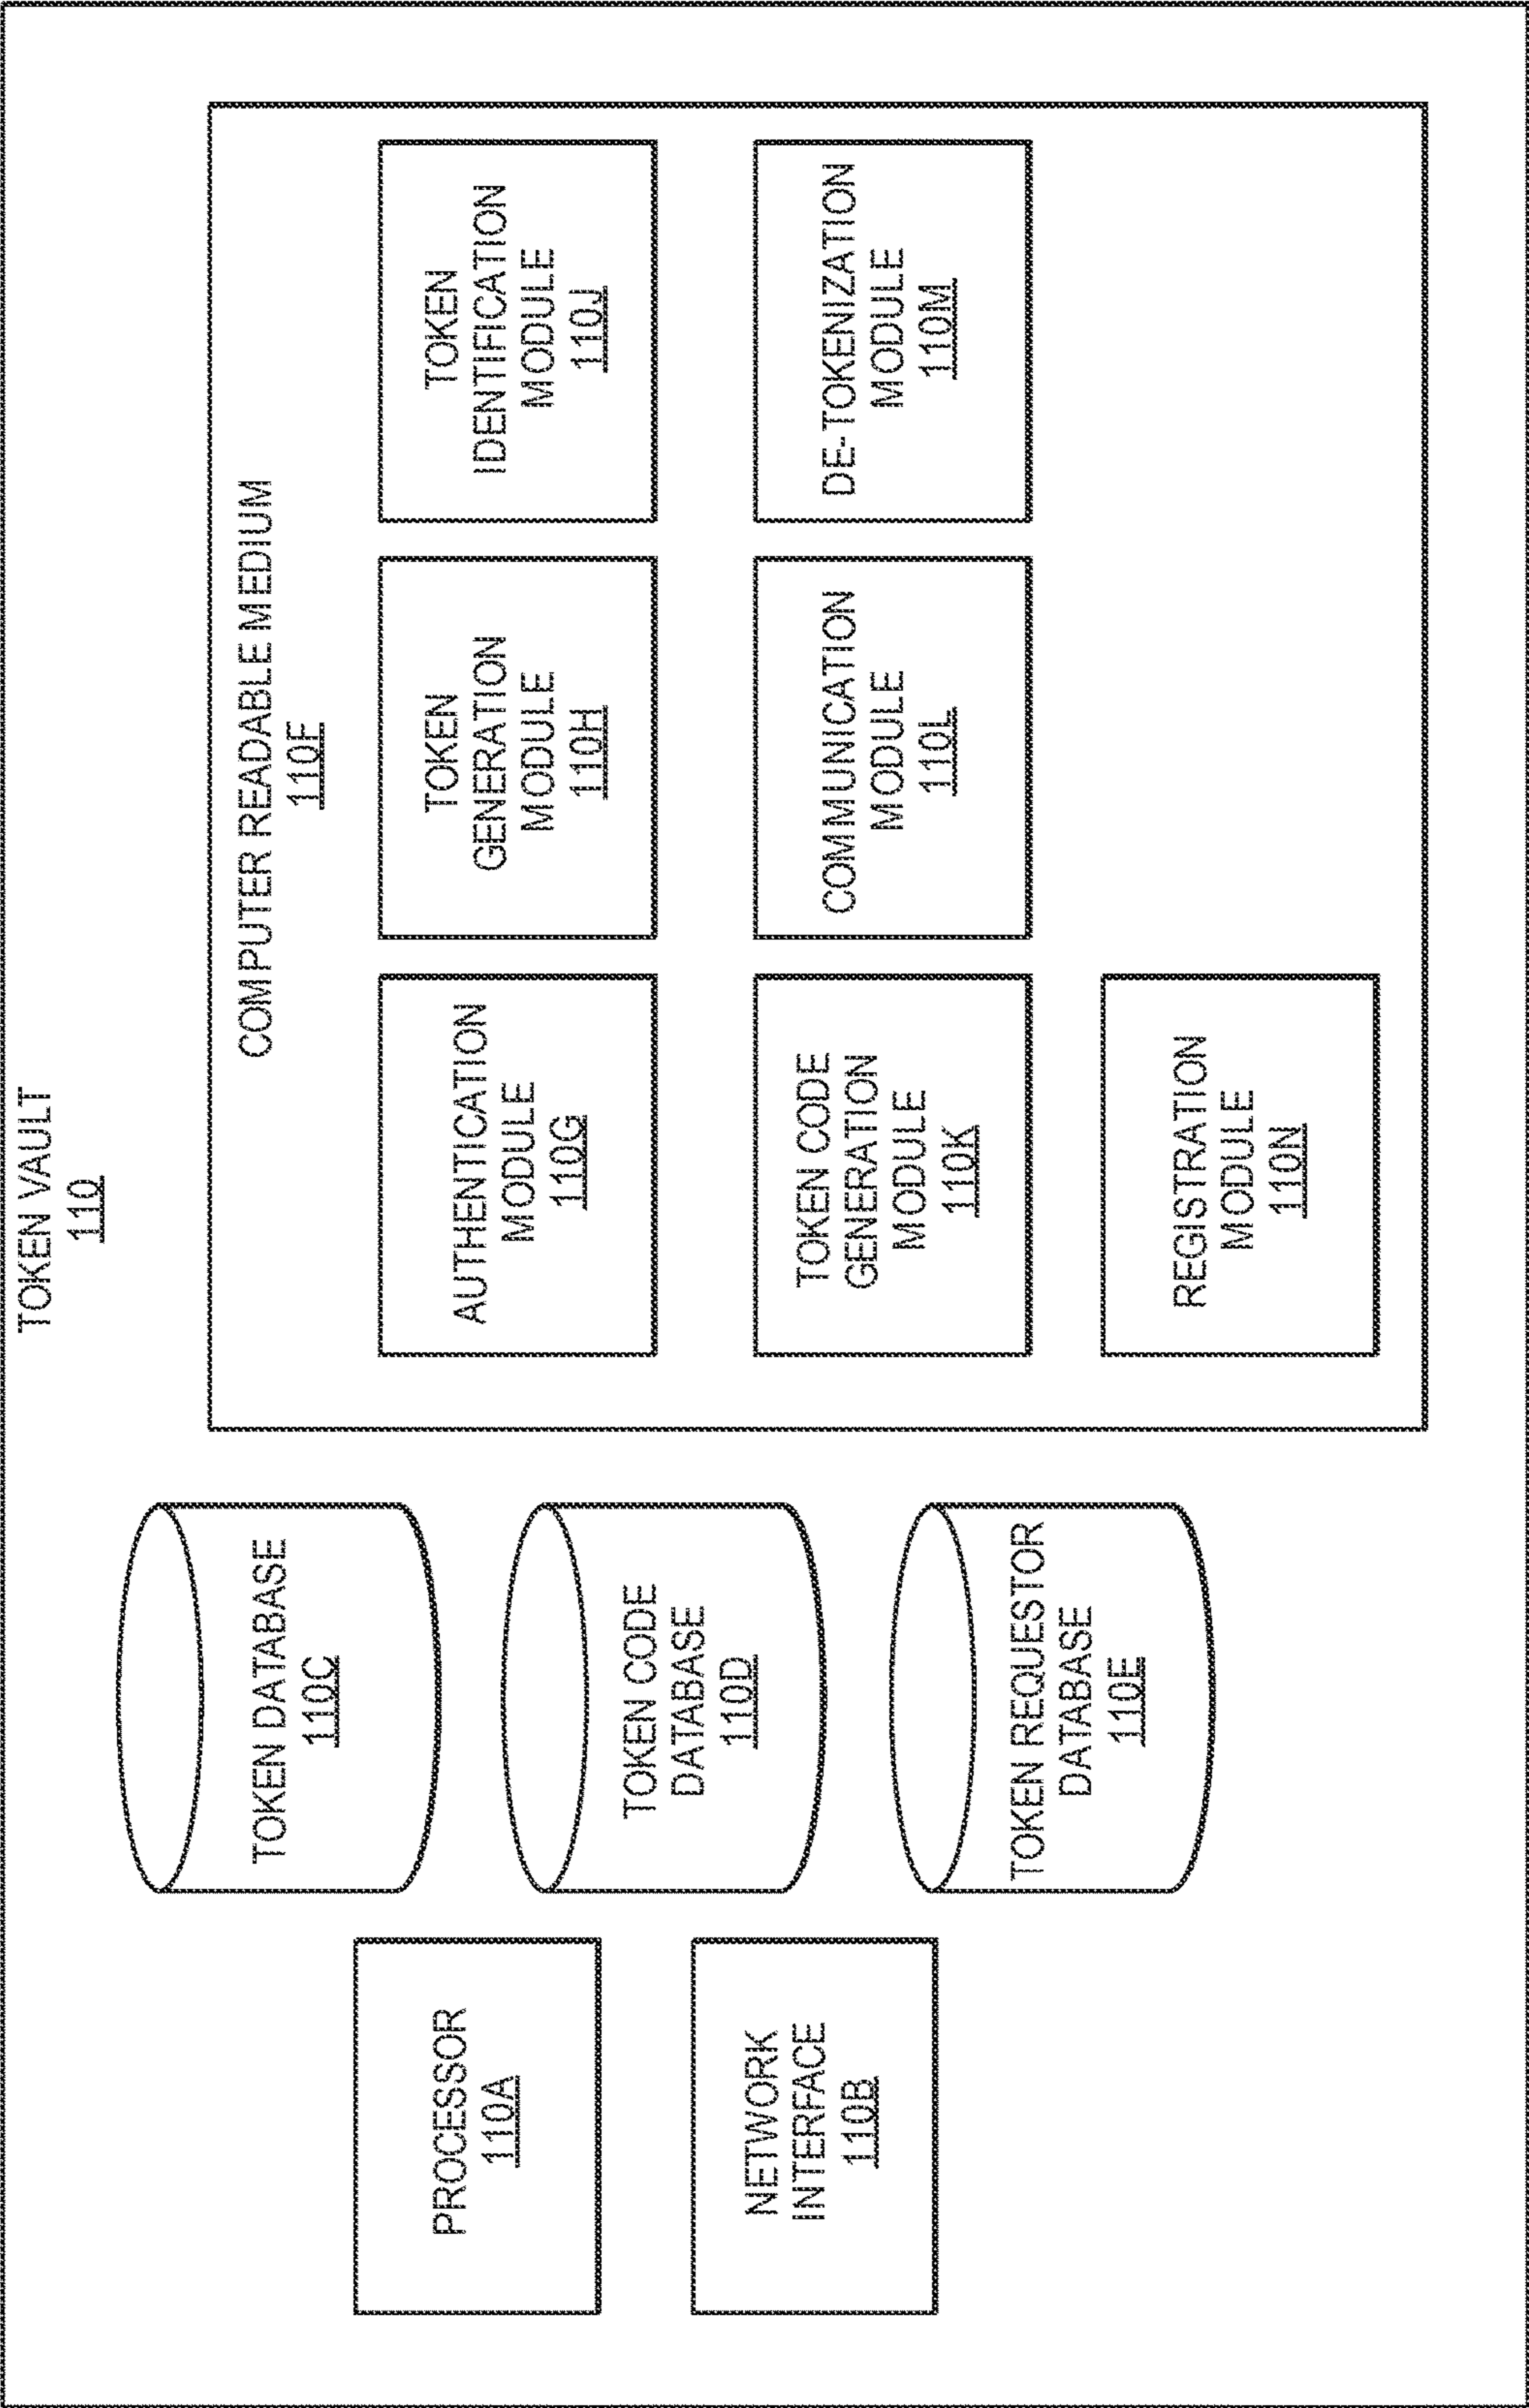 TOKEN VAULT
110
PROCESSOR
110A
NETWORK
INTERFACE
110B
TOKEN DATABASE
110C
TOKEN CODE
DATABASE
110D
TOKEN REQUESTOR
DATABASE
110E
COMPUTER READABLE MEDIUM
110F
AUTHENTICATION
MODULE
110G
TOKEN
GENERATION
MODULE
110H
TOKEN
IDENTIFICATION
MODULE
110J
TOKEN CODE
GENERATION
MODULE
110K
COMMUNICATION
MODULE
110L
DE-TOKENIZATION
MODULE
110M
REGISTRATION
MODULE
110N